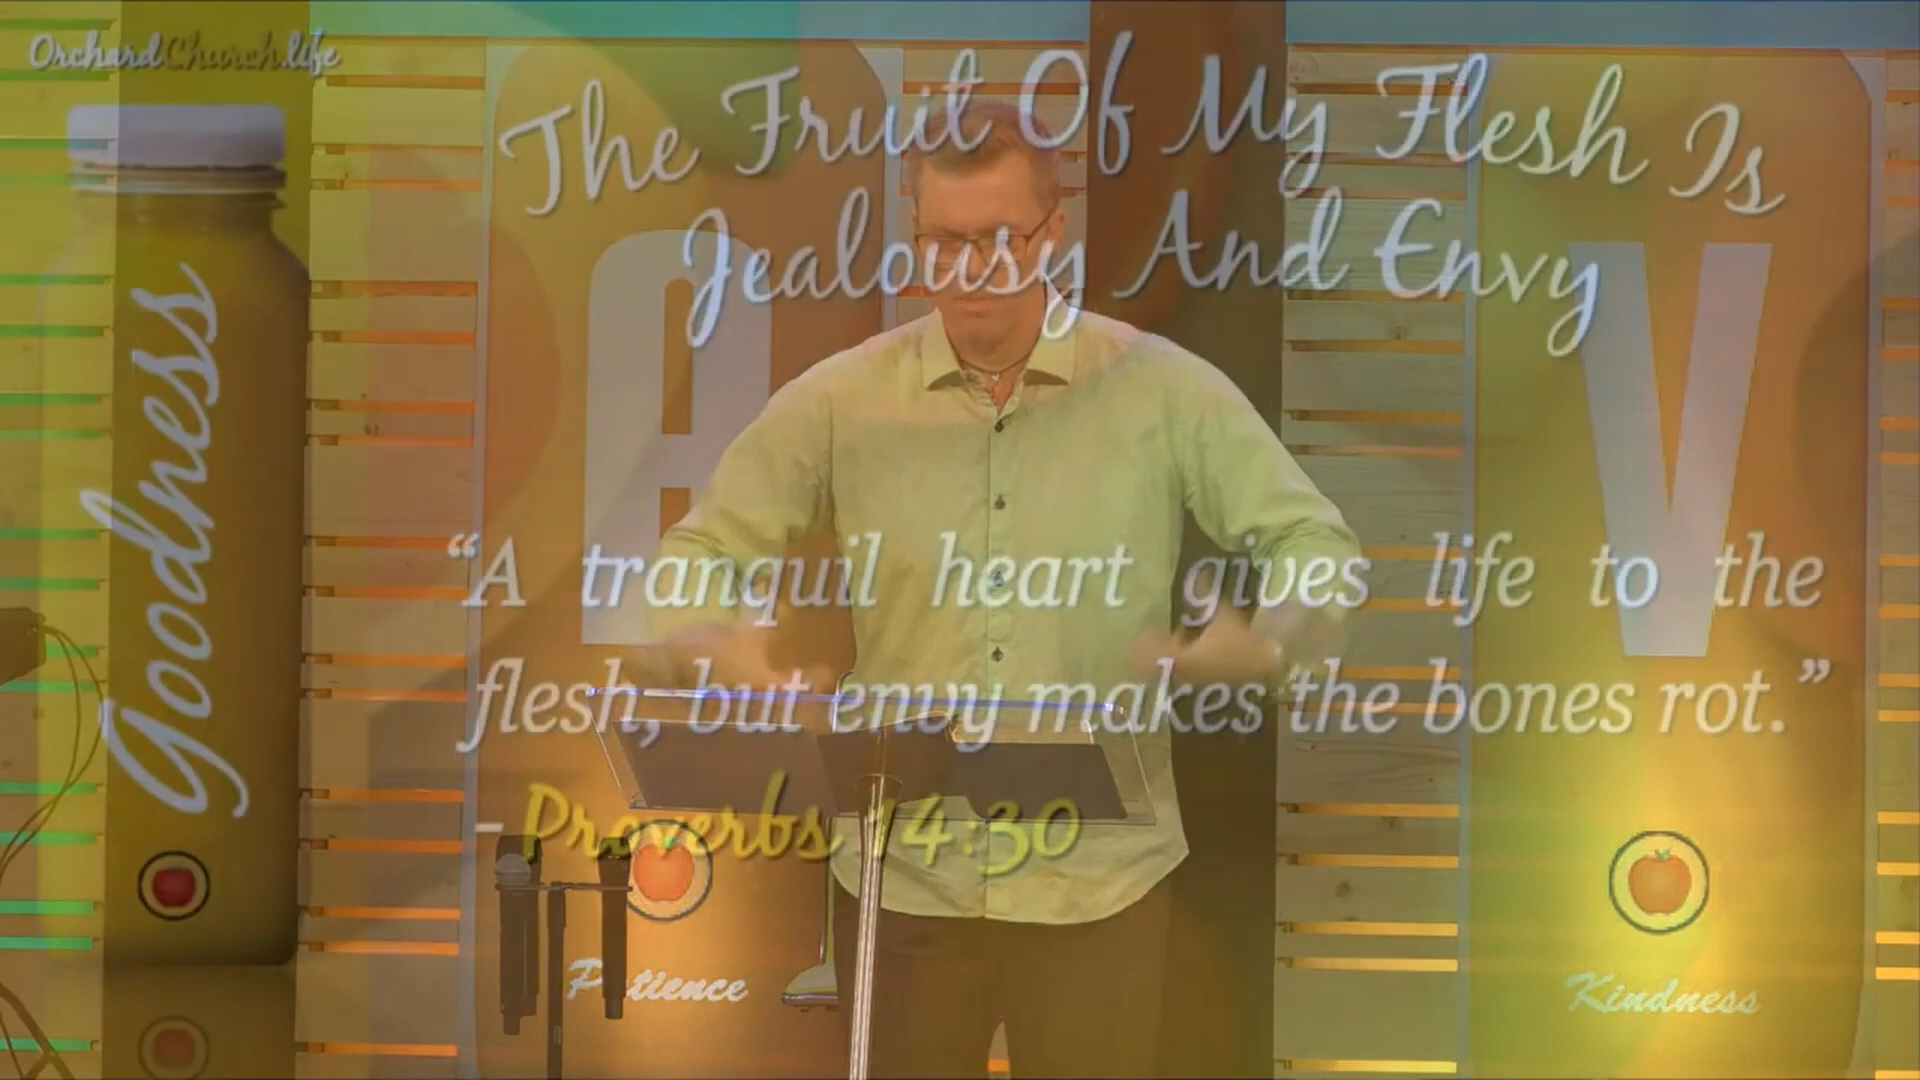 OrchardChurch.life
The Fruit Of My Flesh Is
Jealousy And Envy
Goodness
A
V
“A tranquil heart gives life to the
flesh, but envy makes the bones rot.”
- Proverbs 14:30
Patience
Kindness